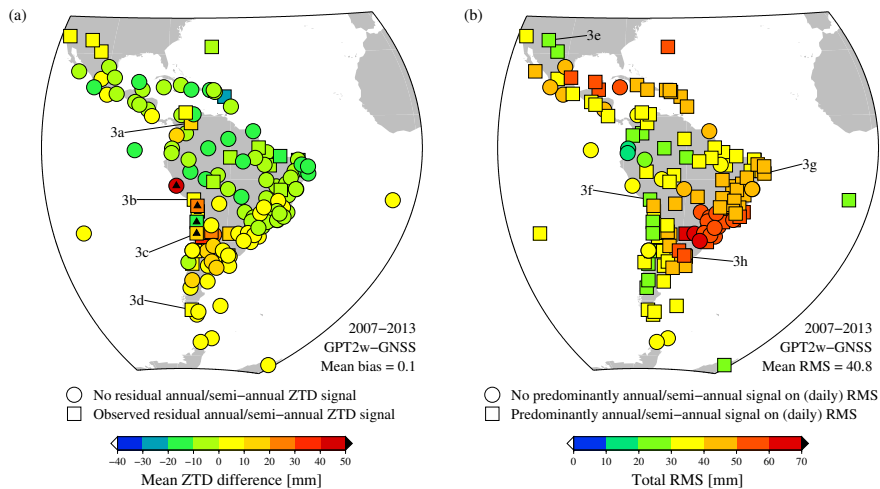 (a)
3a
3b
3c
3d
2007−2013
GPT2w−GNSS
Mean bias = 0.1
No residual annual/semi−annual ZTD signal
Observed residual annual/semi−annual ZTD signal
−40 −30 −20 −10 0 10 20 30 40 50
Mean ZTD difference [mm]
(b)
3e
3g
3f
3h
2007−2013
GPT2w−GNSS
Mean RMS = 40.8
No predominantly annual/semi−annual signal on (daily) RMS
Predominantly annual/semi−annual signal on (daily) RMS
0 10 20 30 40 50 60 70
Total RMS [mm]